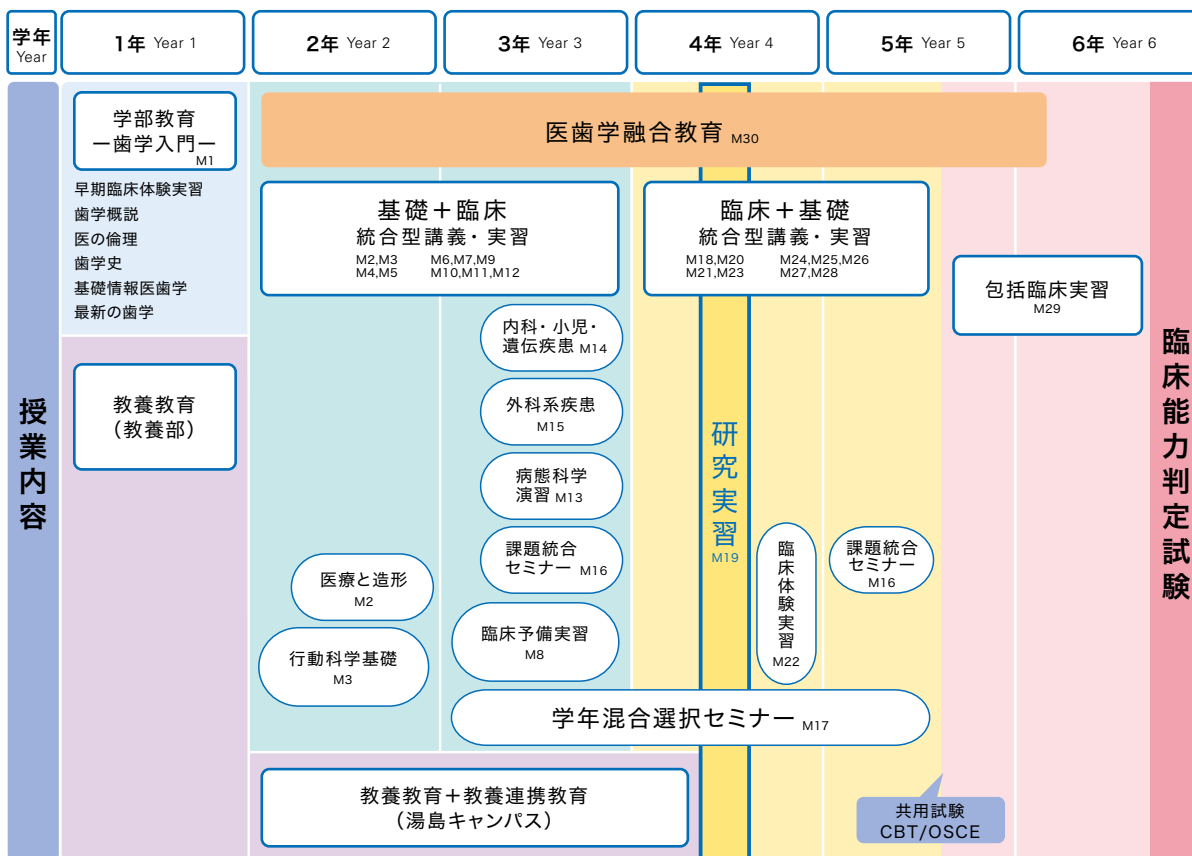 学年
Year
1年 Year 1
2年 Year 2
3年 Year 3
4年 Year 4
5年 Year 5
6年 Year 6
授業内容
学部教育
ー歯学入門ー
M1
早期臨床体験実習
歯学概説
医の倫理
歯学史
基礎情報医歯学
最新の歯学
教養教育
（教養部）
医歯学融合教育 M30
基礎＋臨床
統合型講義・実習
M2,M3 M6,M7,M9
M4,M5 M10,M11,M12
臨床＋基礎
統合型講義・実習
M18,M20 M24,M25,M26
M21,M23 M27,M28
包括臨床実習
M29
内科・小児・
遺伝疾患 M14
外科系疾患
M15
病態科学
演習 M13
課題統合
セミナー M16
医療と造形
M2
行動科学基礎
M3
臨床予備実習
M8
研究実習
M19
臨床体験実習
M22
課題統合
セミナー
M16
学年混合選択セミナー M17
教養教育＋教養連携教育
（湯島キャンパス）
共用試験
CBT/OSCE
臨床能力判定試験